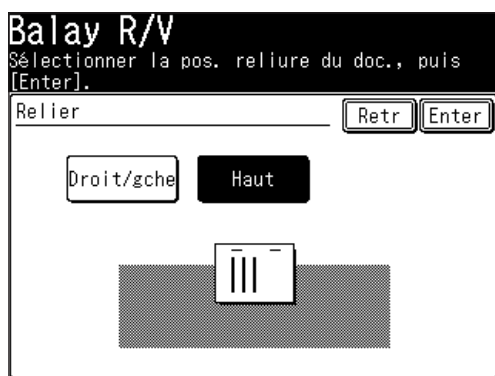 Balay R/V
Sélectionner la pos. reliure du doc., puis
[Enter].
Relier
Retr Enter
Droit/gche Haut